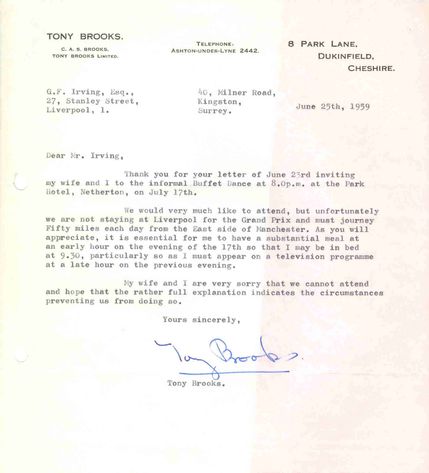 TONY BROOKS.
C. A. S. BROOKS.
TONY BROOKS LIMITED.
TELEPHONE:
ASHTON-UNDER-LYNE 2442.
8 PARK LANE,
DUKINFIELD,
CHESHIRE.
G.F. Irving, Esq.,
27, Stanley Street,
Liverpool, 1.
40, Milner Road,
Kingston,
Surrey.
June 25th, 1959
Dear Mr. Irving,
Thank you for your letter of June 23rd inviting
my wife and I to the informal Buffet Dance at 8.0p.m. at the Park
Hotel, Netherton, on July 17th.
We would very much like to attend, but unfortunately
we are not staying at Liverpool for the Grand Prix and must journey
Fifty miles each day from the East side of Manchester. As you will
appreciate, it is essential for me to have a substantial meal at
an early hour on the evening of the 17th so that I may be in bed
at 9.30, particularly so as I must appear on a television programme
at a late hour on the previous evening.
My wife and I are very sorry that we cannot attend
and hope that the rather full explanation indicates the circumstances
preventing us from doing so.
Yours sincerely,
Tony Brooks.
Tony Brooks.